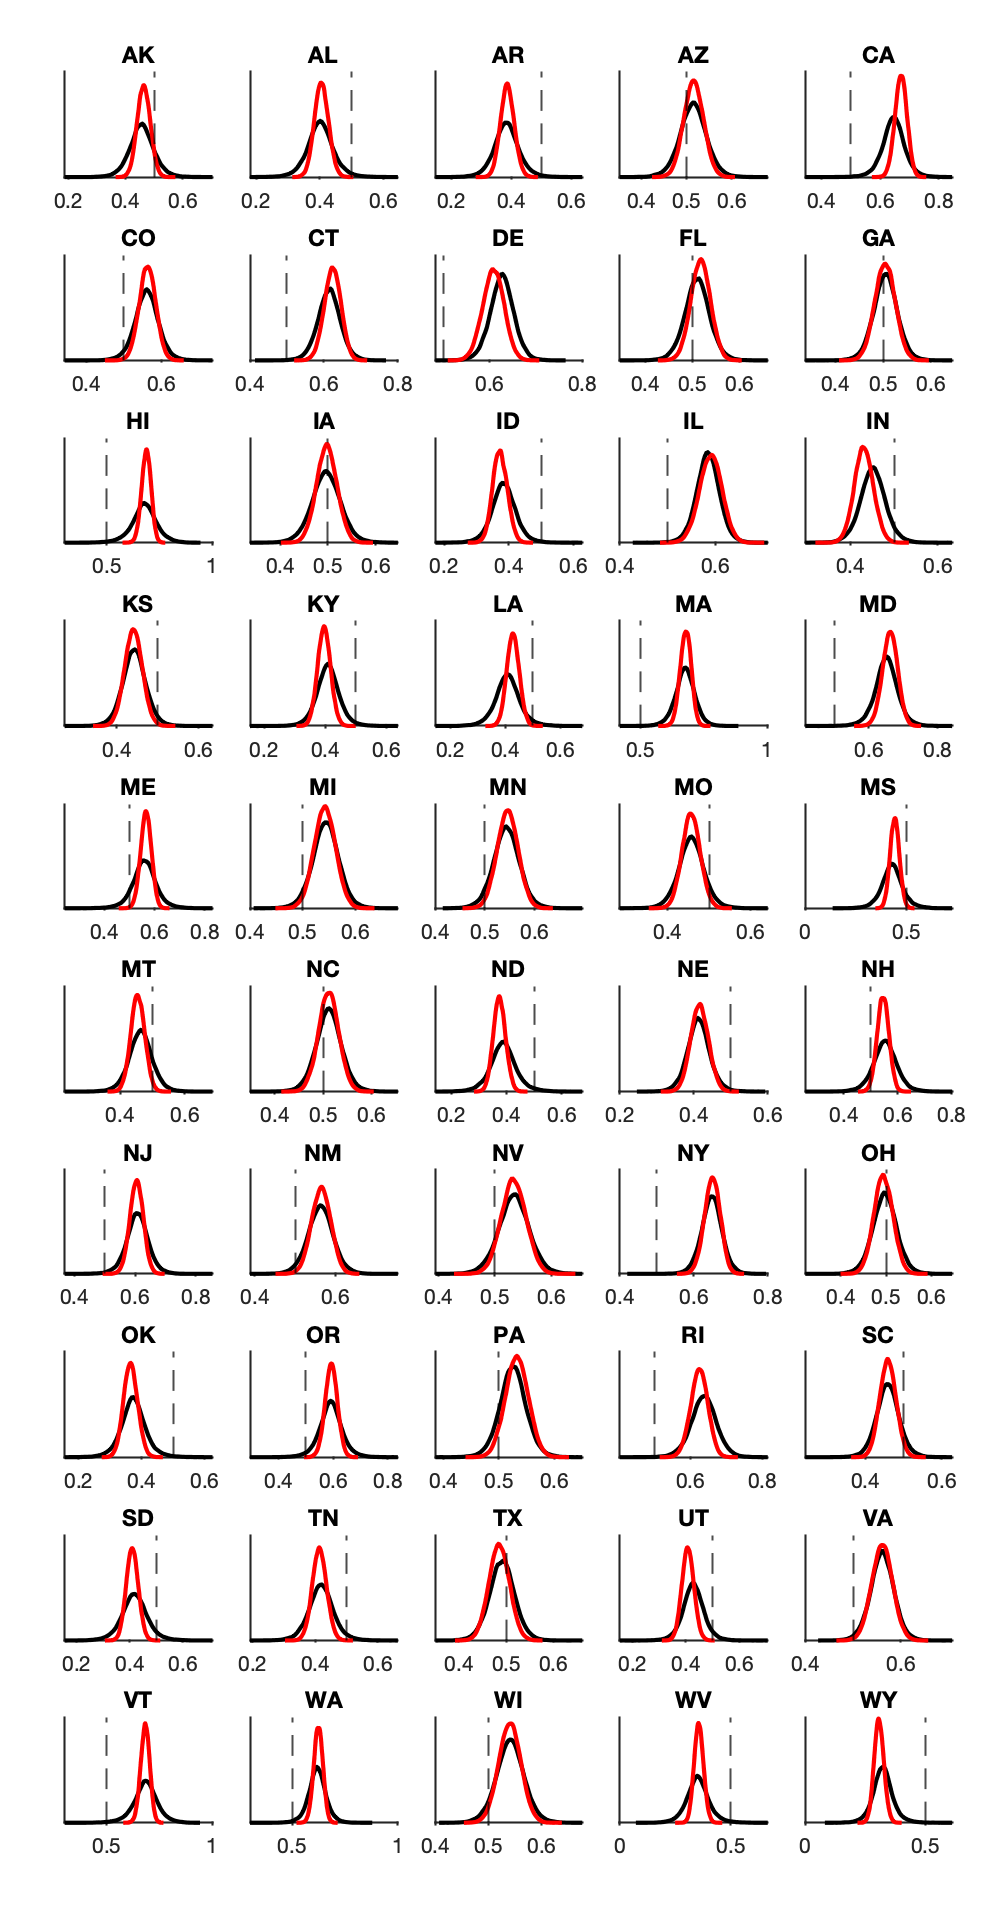 AK AL AR AZ CA
0.2 0.4 0.6 0.2 0.4 0.6 0.2 0.4 0.6 0.4 0.5 0.6 0.4 0.6 0.8
CO CT DE FL GA
0.4 0.6 0.4 0.6 0.8 0.6 0.8 0.4 0.5 0.6 0.4 0.5 0.6
HI IA ID IL IN
0.5 1 0.4 0.5 0.6 0.2 0.4 0.6 0.4 0.6 0.4 0.6
KS KY LA MA MD
0.4 0.6 0.2 0.4 0.6 0.2 0.4 0.6 0.5 1 0.6 0.8
ME MI MN MO MS
0.4 0.6 0.8 0.4 0.5 0.6 0.4 0.5 0.6 0.4 0.6 0 0.5
MT NC ND NE NH
0.4 0.6 0.4 0.5 0.6 0.2 0.4 0.6 0.2 0.4 0.6 0.4 0.6 0.8
NJ NM NV NY OH
0.4 0.6 0.8 0.4 0.6 0.4 0.5 0.6 0.4 0.6 0.8 0.4 0.5 0.6
OK OR PA RI SC
0.2 0.4 0.6 0.4 0.6 0.8 0.4 0.5 0.6 0.6 0.8 0.4 0.6
SD TN TX UT VA
0.2 0.4 0.6 0.2 0.4 0.6 0.4 0.5 0.6 0.2 0.4 0.6 0.4 0.6
VT WA WI WV WY
0.5 1 0.5 1 0.4 0.5 0.6 0 0.5 0 0.5